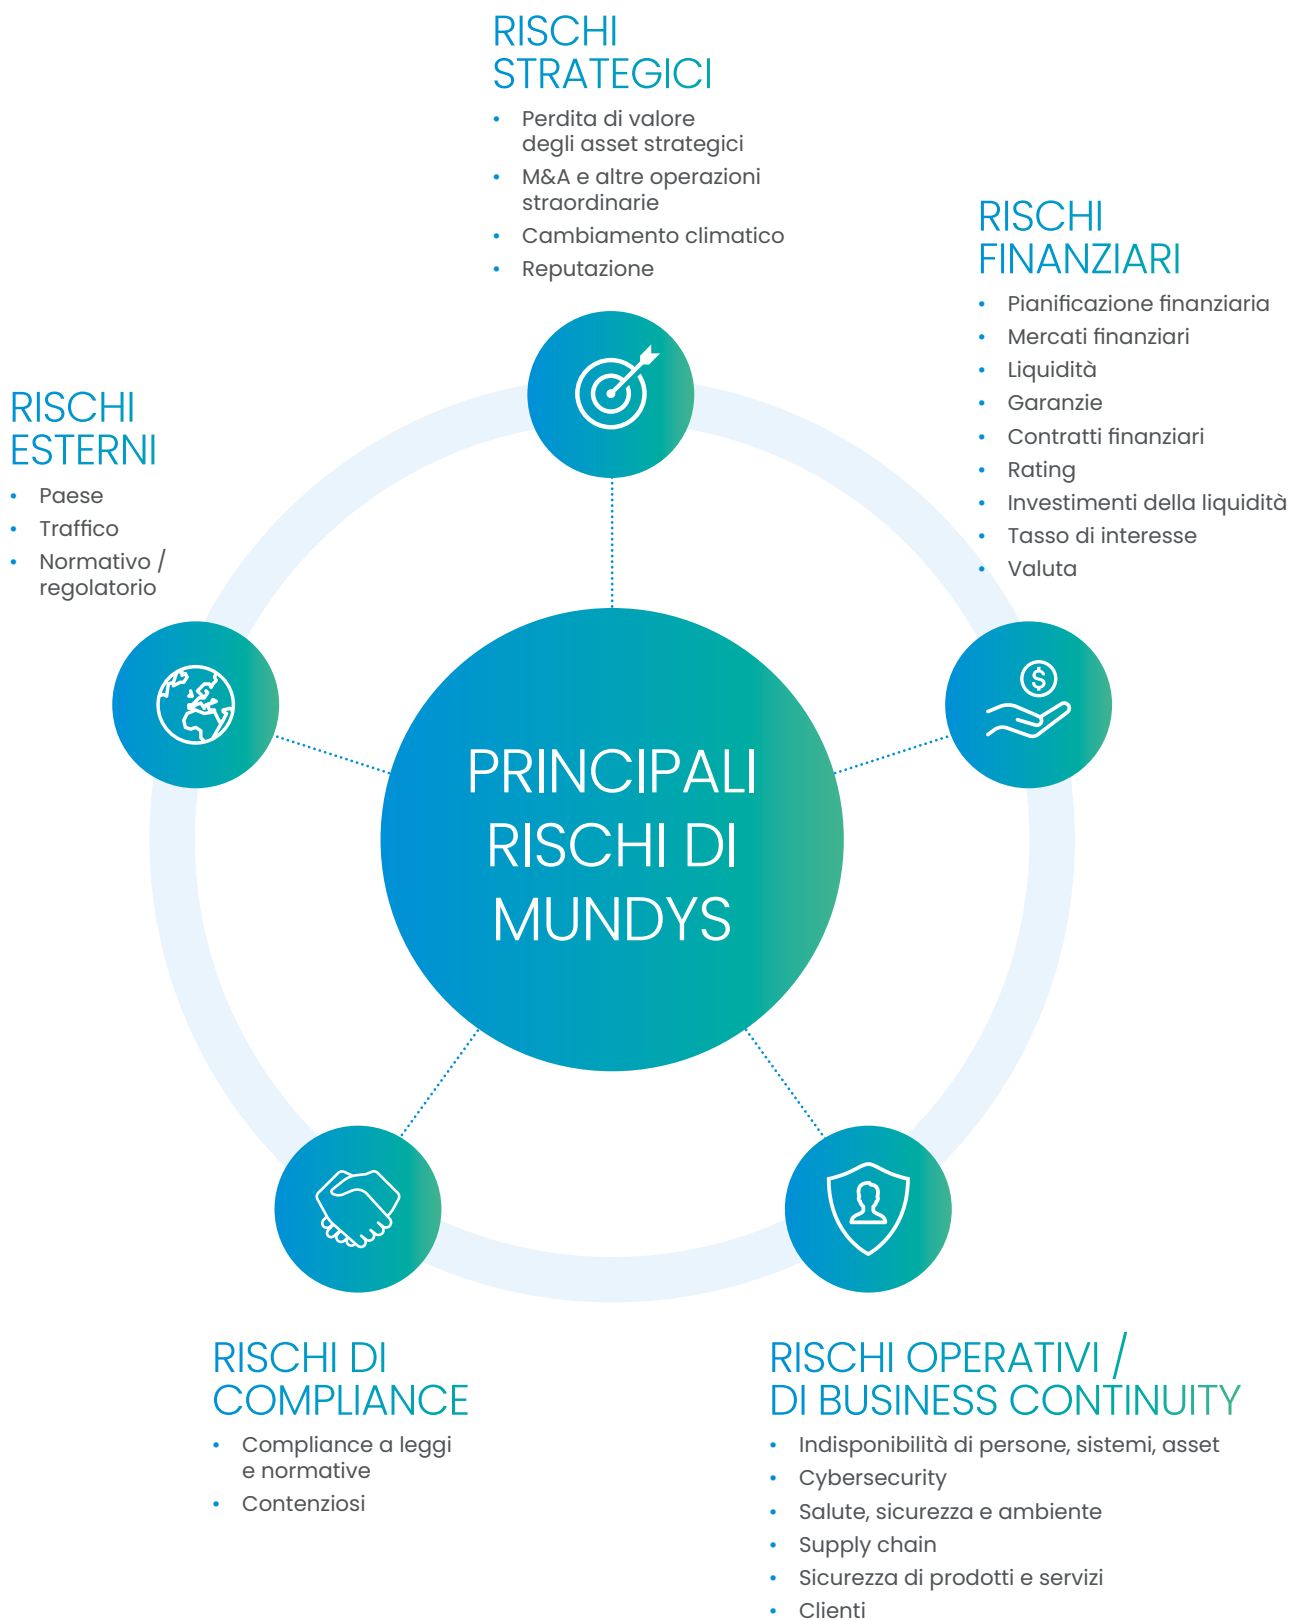 RISCHI
STRATEGICI
• Perdita di valore
degli asset strategici
• M&A e altre operazioni
straordinarie
• Cambiamento climatico
• Reputazione
RISCHI
FINANZIARI
• Pianificazione finanziaria
• Mercati finanziari
• Liquidità
• Garanzie
• Contratti finanziari
• Rating
• Investimenti della liquidità
• Tasso di interesse
• Valuta
RISCHI
ESTERNI
• Paese
• Traffico
• Normativo /
regolatorio
$
PRINCIPALI
RISCHI DI
MUNDYS
RISCHI DI
COMPLIANCE
• Compliance a leggi
e normative
• Contenziosi
RISCHI OPERATIVI /
DI BUSINESS CONTINUITY
• Indisponibilità di persone, sistemi, asset
• Cybersecurity
• Salute, sicurezza e ambiente
• Supply chain
• Sicurezza di prodotti e servizi
• Clienti